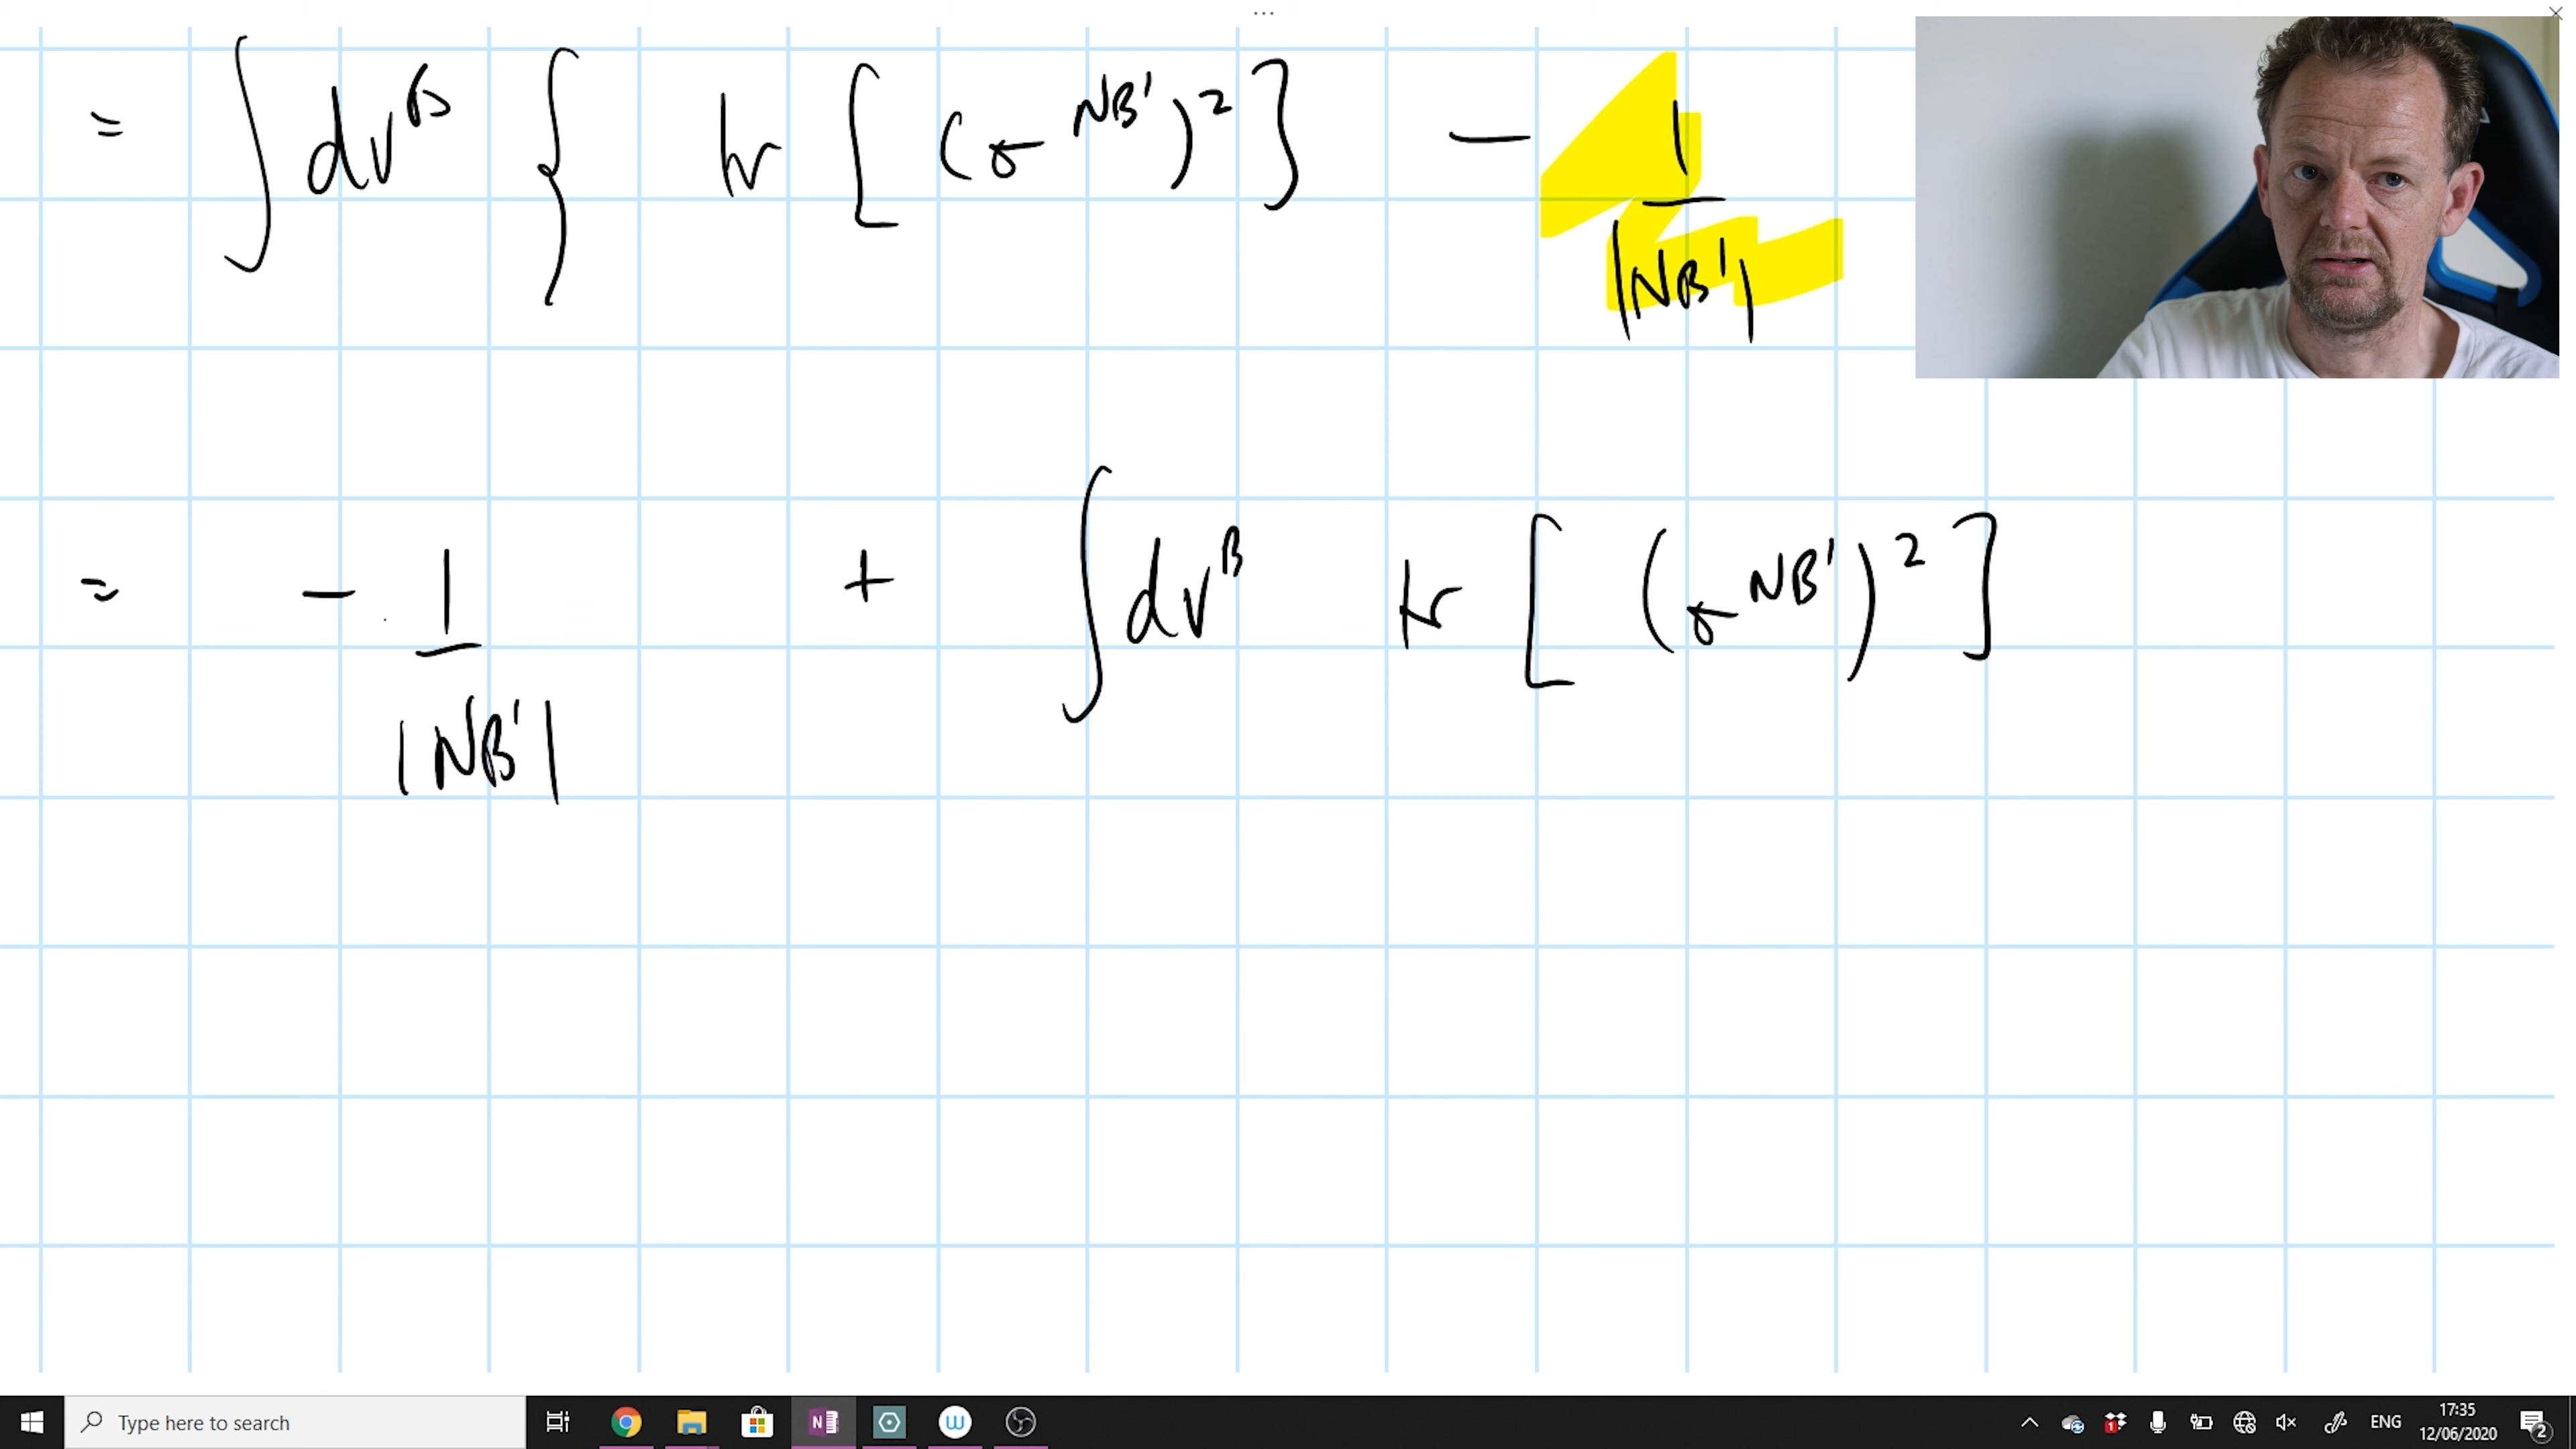 = ∫ dV^B { tr [ (σ^{NB'})^2 ] − 1/|NB'|
= − 1/|NB'| + ∫ dV^B tr [ (σ^{NB'})^2 ]
Type here to search
ENG
17:35
12/06/2020
2